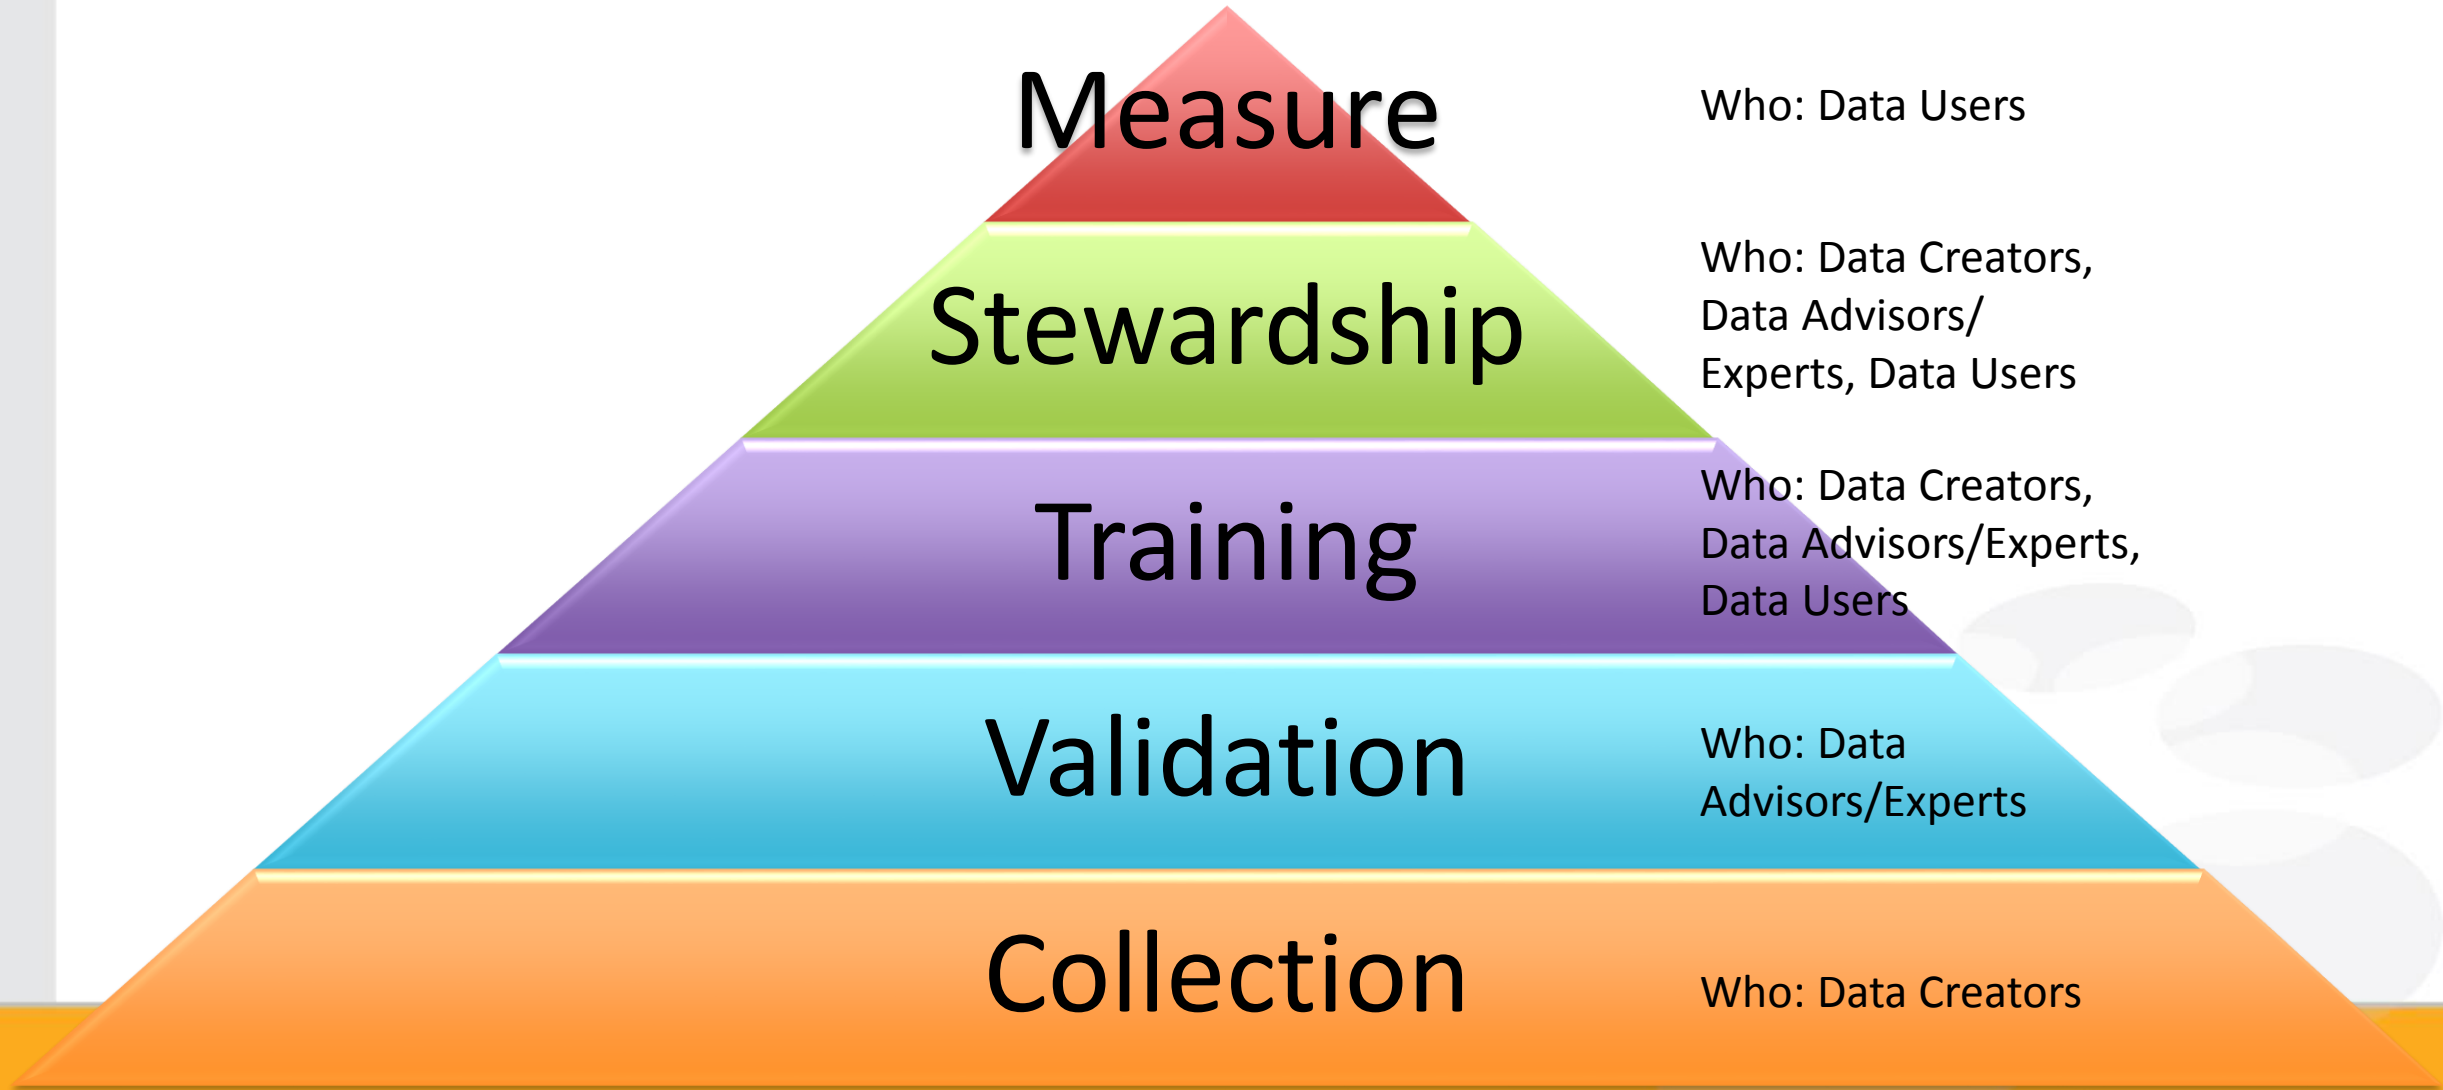 Measure
Who: Data Users
Stewardship
Who: Data Creators,
Data Advisors/
Experts, Data Users
Training
Who: Data Creators,
Data Advisors/Experts,
Data Users
Validation
Who: Data
Advisors/Experts
Collection
Who: Data Creators